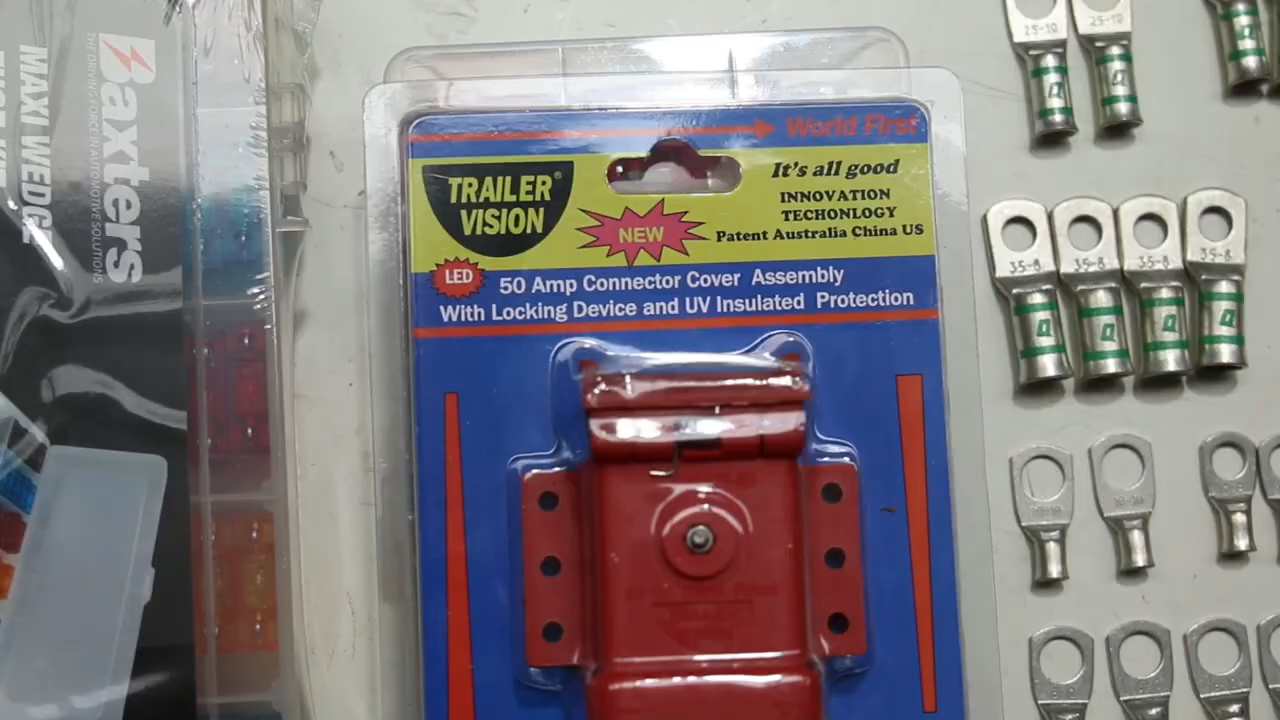 Baxters
THE DRIVING FORCE IN AUTOMOTIVE SOLUTIONS
MAXI WEDGE
World First
TRAILER
VISION®
NEW
It's all good
INNOVATION
TECHONLOGY
Patent Australia China US
LED
50 Amp Connector Cover Assembly
With Locking Device and UV Insulated Protection
25-10
25-10
35-8
35-8
35-8
35-8